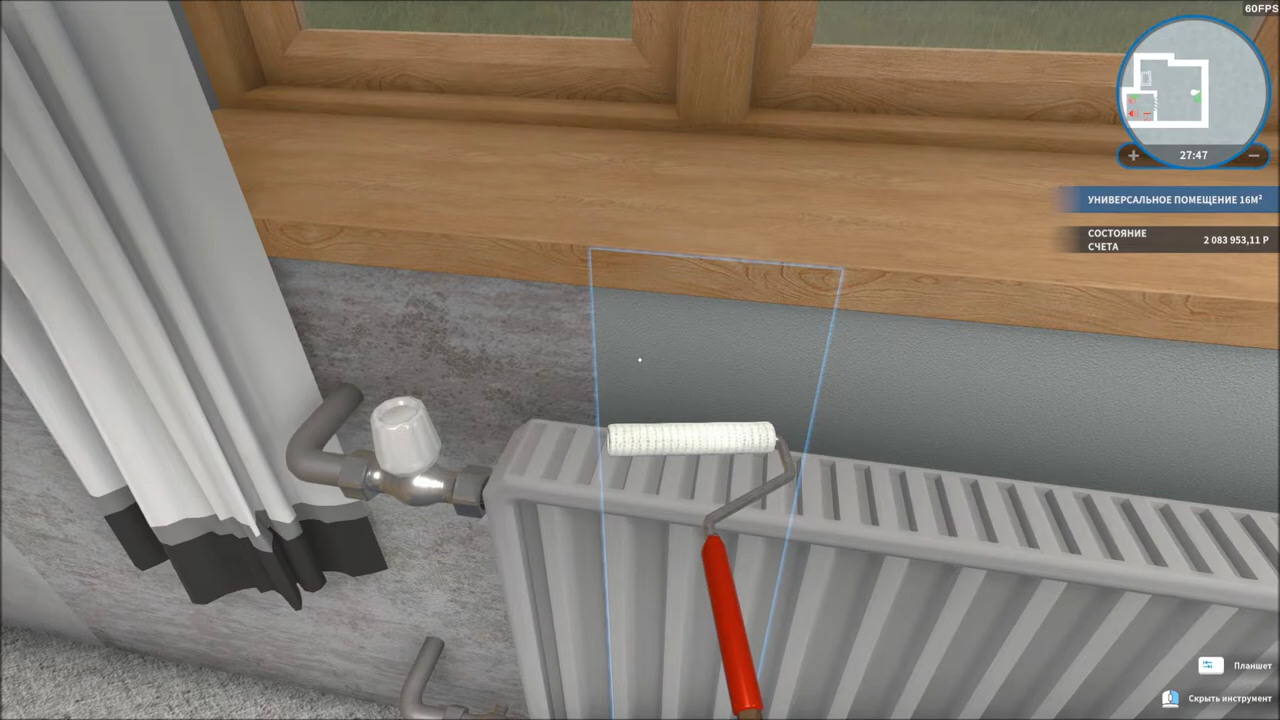 60FPS
27:47
УНИВЕРСАЛЬНОЕ ПОМЕЩЕНИЕ 16М²
СОСТОЯНИЕ
СЧЕТА
2 083 953,11 Р
Планшет
Скрыть инструмент